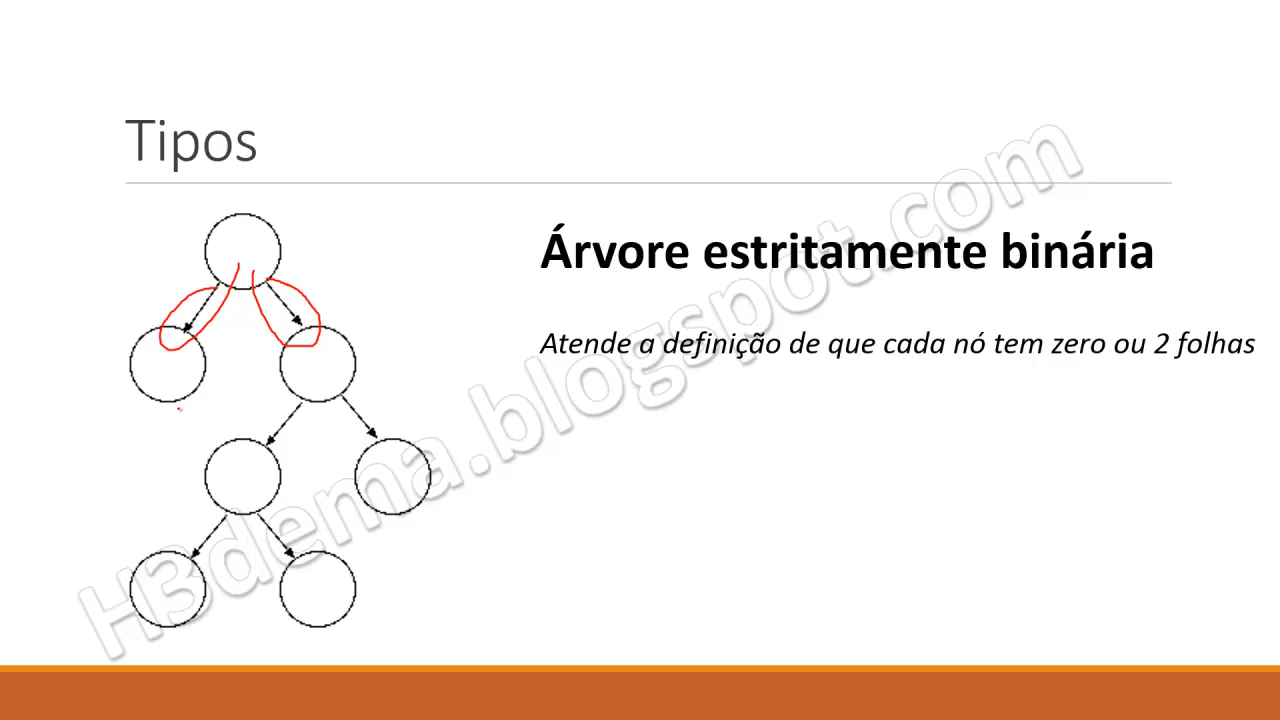 Tipos
Árvore estritamente binária
Atende a definição de que cada nó tem zero ou 2 folhas
H3dema.blogspot.com